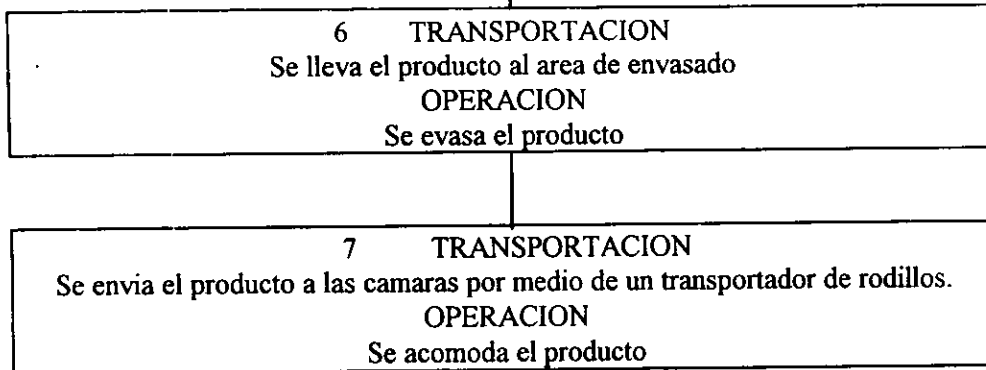 6 TRANSPORTACION
Se lleva el producto al area de envasado
OPERACION
Se evasa el producto
7 TRANSPORTACION
Se envia el producto a las camaras por medio de un transportador de rodillos.
OPERACION
Se acomoda el producto